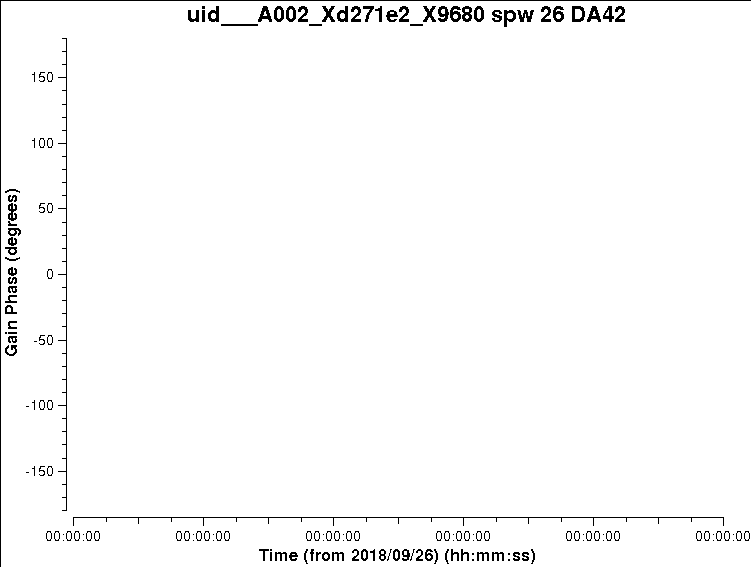 uid___A002_Xd271e2_X9680 spw 26 DA42
150
100
50
0
-50
-100
-150
Gain Phase (degrees)
00:00:00 00:00:00 00:00:00 00:00:00 00:00:00 00:00:00
Time (from 2018/09/26) (hh:mm:ss)